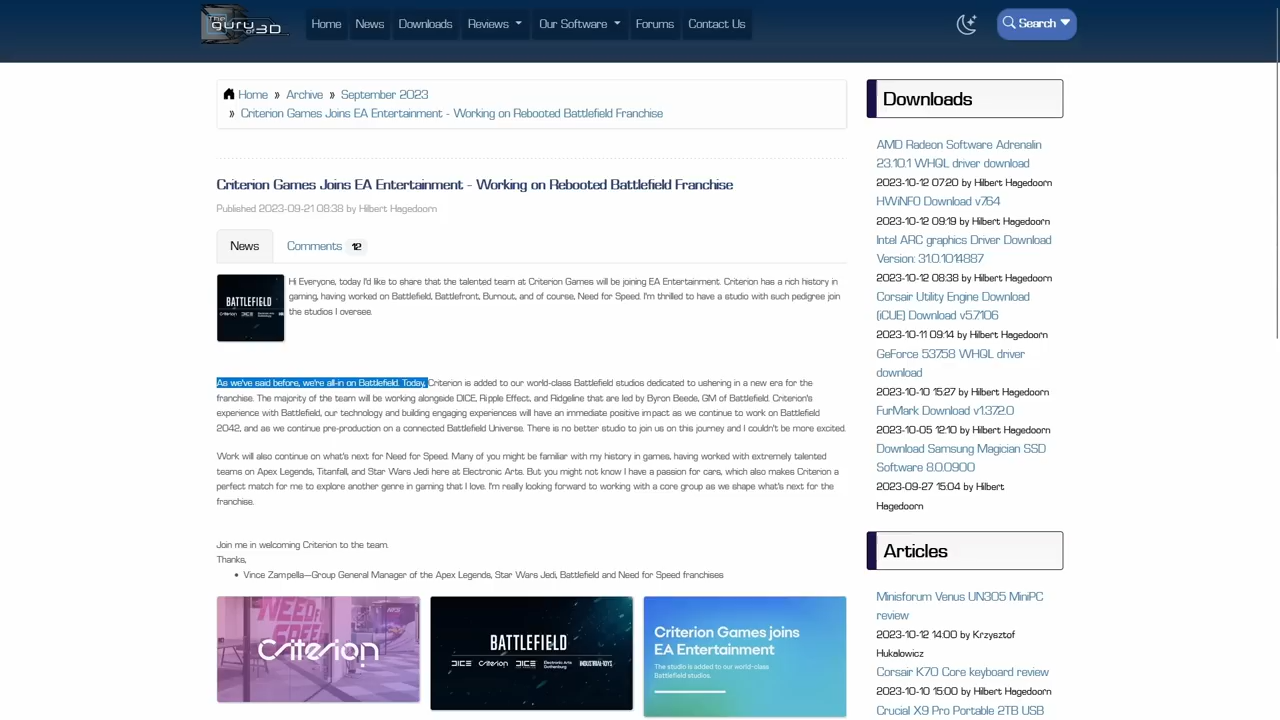 The
guru
of 3D
Home
News
Downloads
Reviews
Our Software
Forums
Contact Us
Search
Home » Archive » September 2023
» Criterion Games Joins EA Entertainment - Working on Rebooted Battlefield Franchise
Criterion Games Joins EA Entertainment - Working on Rebooted Battlefield Franchise
Published 2023-09-21 08:38 by Hilbert Hagedoorn
News
Comments 12
BATTLEFIELD
Criterion DICE
Hi Everyone, today I'd like to share that the talented team at Criterion Games will be joining EA Entertainment. Criterion has a rich history in
gaming, having worked on Battlefield, Battlefront, Burnout, and of course, Need for Speed. I'm thrilled to have a studio with such pedigree join
the studios I oversee.
As we've said before, we're all-in on Battlefield. Today, Criterion is added to our world-class Battlefield studios dedicated to ushering in a new era for the
franchise. The majority of the team will be working alongside DICE, Ripple Effect, and Ridgeline that are led by Byron Beede, GM of Battlefield. Criterion's
experience with Battlefield, our technology and building engaging experiences will have an immediate positive impact as we continue to work on Battlefield
2042, and as we continue pre-production on a connected Battlefield Universe. There is no better studio to join us on this journey and I couldn't be more excited.
Work will also continue on what's next for Need for Speed. Many of you might be familiar with my history in games, having worked with extremely talented
teams on Apex Legends, Titanfall, and Star Wars Jedi here at Electronic Arts. But you might not know I have a passion for cars, which also makes Criterion a
perfect match for me to explore another genre in gaming that I love. I'm really looking forward to working with a core group as we shape what's next for the
franchise.
Join me in welcoming Criterion to the team.
Thanks,
• Vince Zampella—Group General Manager of the Apex Legends, Star Wars Jedi, Battlefield and Need for Speed franchises
NEED
Criterion
BATTLEFIELD
DICE Criterion DICE Electronic Arts INDUSTRIAL TOYS
Gothenburg
Criterion Games joins
EA Entertainment
The studio is added to our world-class
Battlefield studios.
Downloads
AMD Radeon Software Adrenalin
23.10.1 WHQL driver download
2023-10-12 07:20 by Hilbert Hagedoorn
HWiNFO Download v7.64
2023-10-12 09:19 by Hilbert Hagedoorn
Intel ARC graphics Driver Download
Version: 31.0.101.4887
2023-10-12 08:38 by Hilbert Hagedoorn
Corsair Utility Engine Download
(iCUE) Download v5.7.106
2023-10-11 09:14 by Hilbert Hagedoorn
GeForce 537.58 WHQL driver
download
2023-10-10 15:27 by Hilbert Hagedoorn
FurMark Download v1.37.2.0
2023-10-05 12:10 by Hilbert Hagedoorn
Download Samsung Magician SSD
Software 8.0.0.900
2023-09-27 15:04 by Hilbert
Hagedoorn
Articles
Minisforum Venus UN305 MiniPC
review
2023-10-12 14:00 by Krzysztof
Hukalowicz
Corsair K70 Core keyboard review
2023-10-10 15:00 by Hilbert Hagedoorn
Crucial X9 Pro Portable 2TB USB